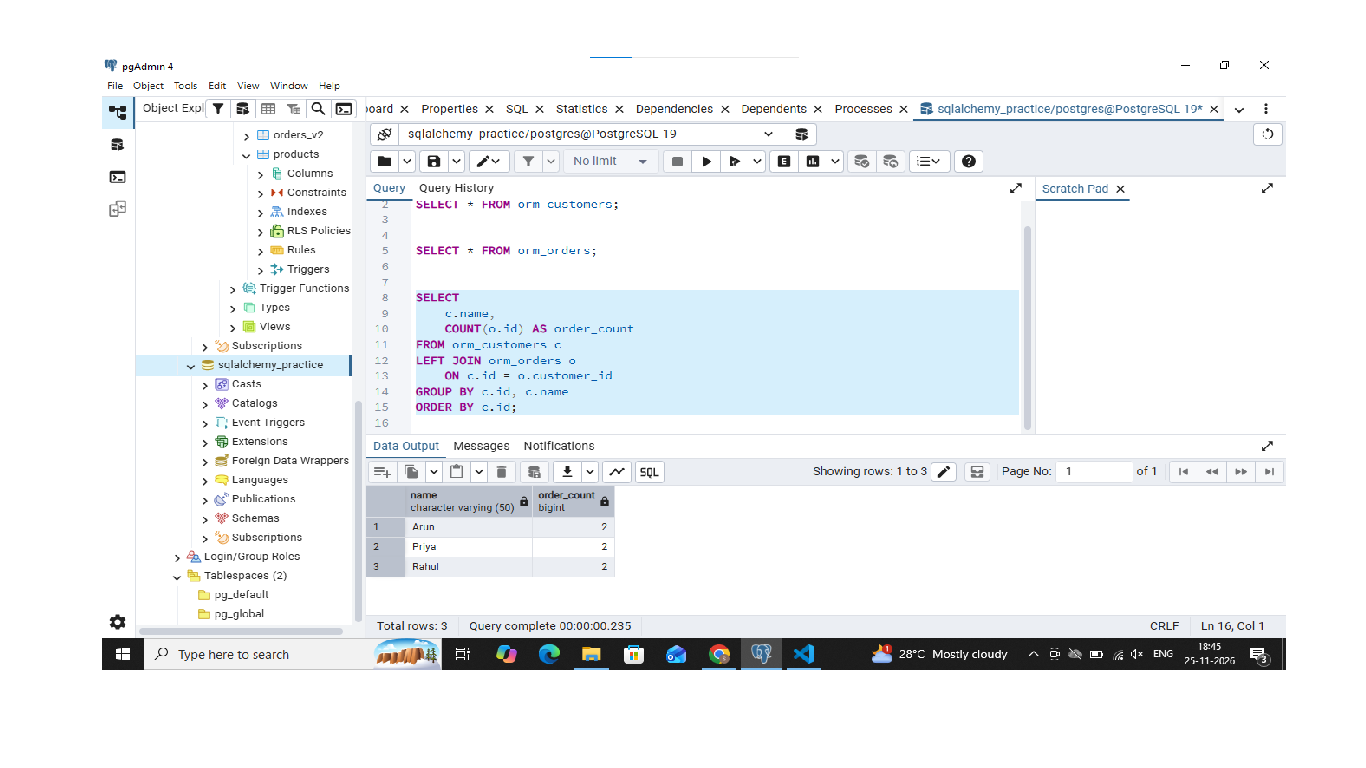 pgAdmin 4
File Object Tools Edit View Window Help
Object Expl
board Properties SQL Statistics Dependencies Dependents Processes sqlalchemy_practice/postgres@PostgreSQL 19*
orders_v2
products
Columns
Constraints
Indexes
RLS Policies
Rules
Triggers
Trigger Functions
Types
Views
Subscriptions
sqlalchemy_practice
Casts
Catalogs
Event Triggers
Extensions
Foreign Data Wrappers
Languages
Publications
Schemas
Subscriptions
Login/Group Roles
Tablespaces (2)
pg_default
pg_global
sqlalchemy_practice/postgres@PostgreSQL 19
No limit
E
Query Query History
Scratch Pad
2 SELECT * FROM orm_customers;
3
4
5 SELECT * FROM orm_orders;
6
7
8 SELECT
9 c.name,
10 COUNT(o.id) AS order_count
11 FROM orm_customers c
12 LEFT JOIN orm_orders o
13 ON c.id = o.customer_id
14 GROUP BY c.id, c.name
15 ORDER BY c.id;
16
Data Output Messages Notifications
SQL Showing rows: 1 to 3 Page No: 1 of 1
name order_count
character varying (50) bigint
1 Arun 2
2 Priya 2
3 Rahul 2
Total rows: 3 Query complete 00:00:00.235 CRLF Ln 16, Col 1
Type here to search
1
28°C Mostly cloudy
ENG
18:45
25-11-2026
3